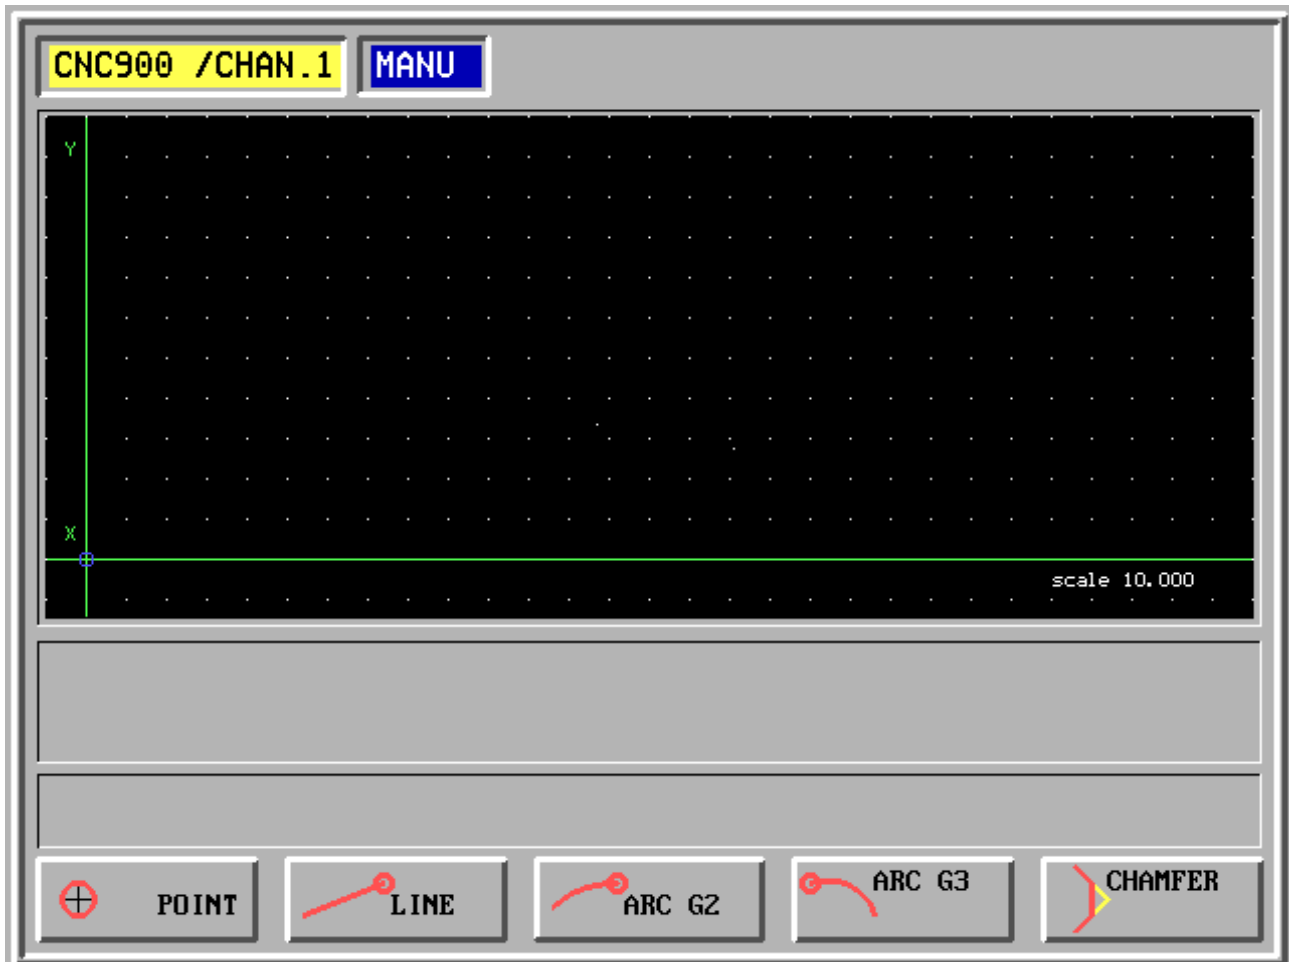 CNC900 /CHAN.1 MANU
Y
X
scale 10.000
POINT LINE ARC G2 ARC G3 CHAMFER